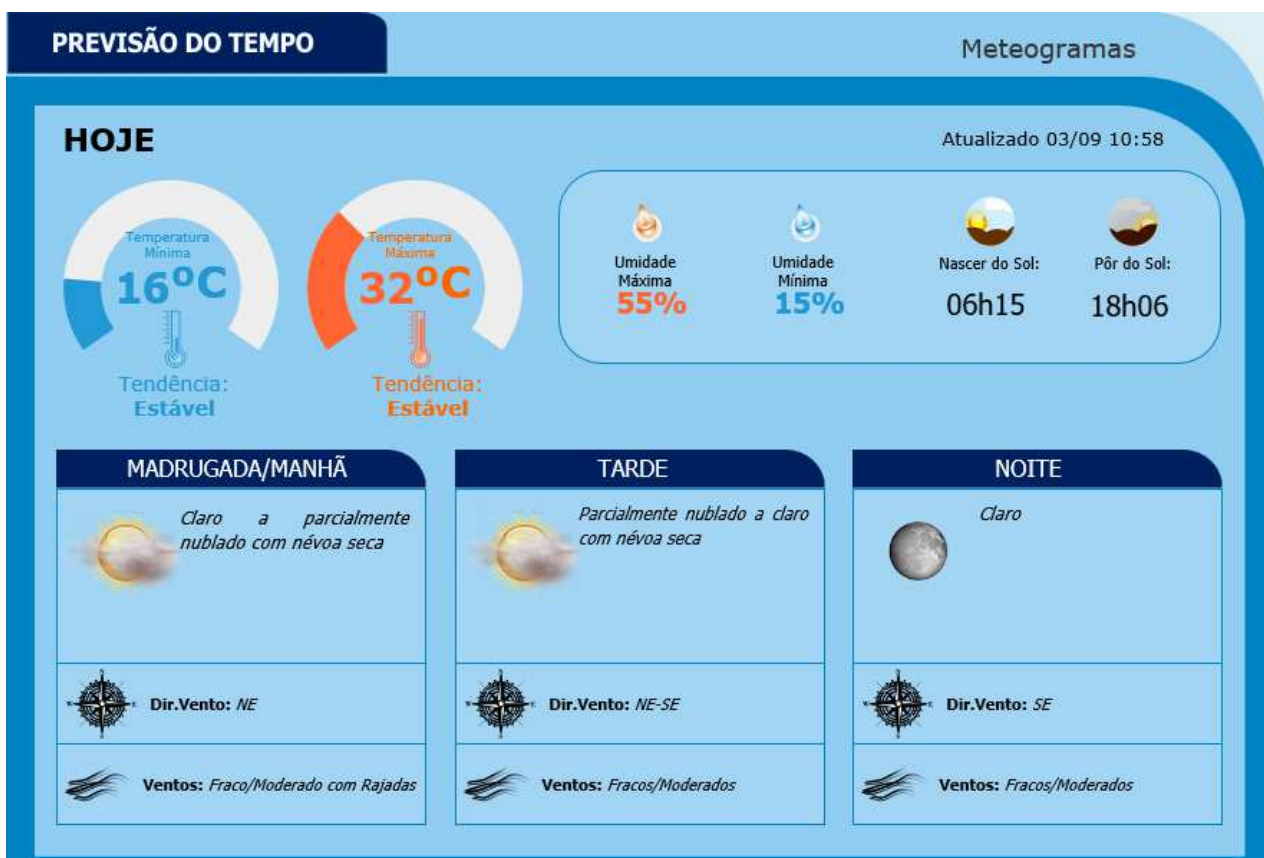 PREVISÃO DO TEMPO
Meteogramas
HOJE
Atualizado 03/09 10:58
Temperatura
Mínima
16ºC
Tendência:
Estável
Temperatura
Máxima
32ºC
Tendência:
Estável
Umidade
Máxima
55%
Umidade
Mínima
15%
Nascer do Sol:
06h15
Pôr do Sol:
18h06
MADRUGADA/MANHÃ
Claro a parcialmente
nublado com névoa seca
Dir.Vento: NE
Ventos: Fraco/Moderado com Rajadas
TARDE
Parcialmente nublado a claro
com névoa seca
Dir.Vento: NE-SE
Ventos: Fracos/Moderados
NOITE
Claro
Dir.Vento: SE
Ventos: Fracos/Moderados